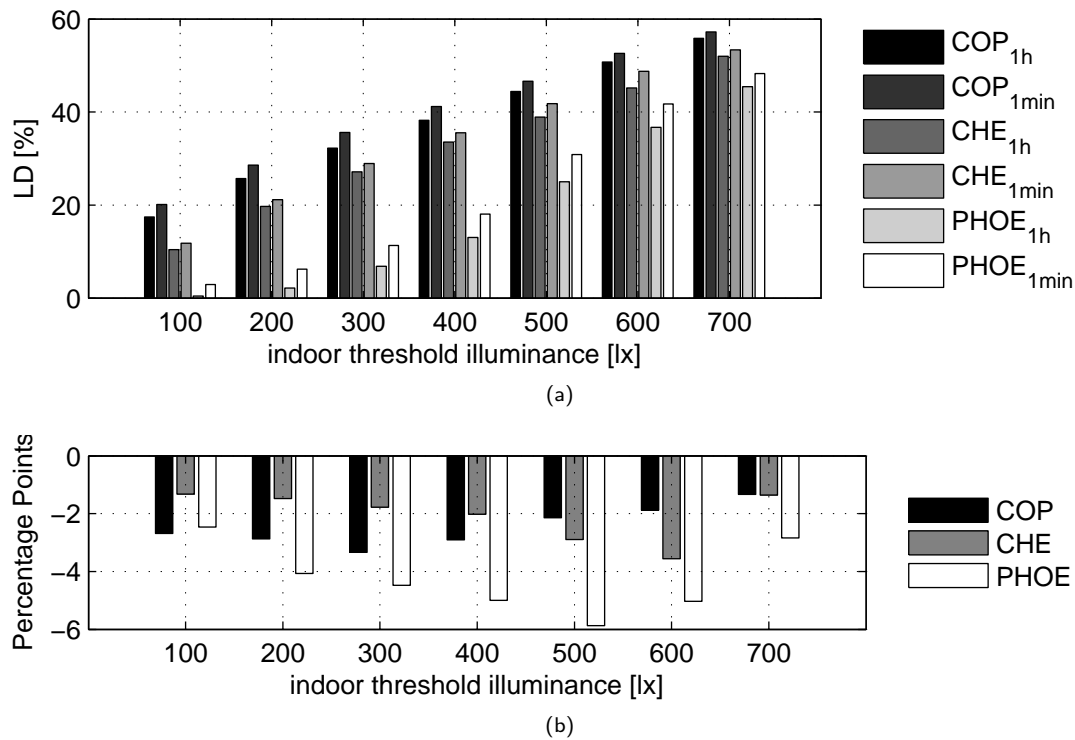 60
40
20
0
LD [%]
100 200 300 400 500 600 700
indoor threshold illuminance [lx]
COP1h
COP1min
CHE1h
CHE1min
PHOE1h
PHOE1min
(a)
0
−2
−4
−6
Percentage Points
100 200 300 400 500 600 700
indoor threshold illuminance [lx]
COP
CHE
PHOE
(b)